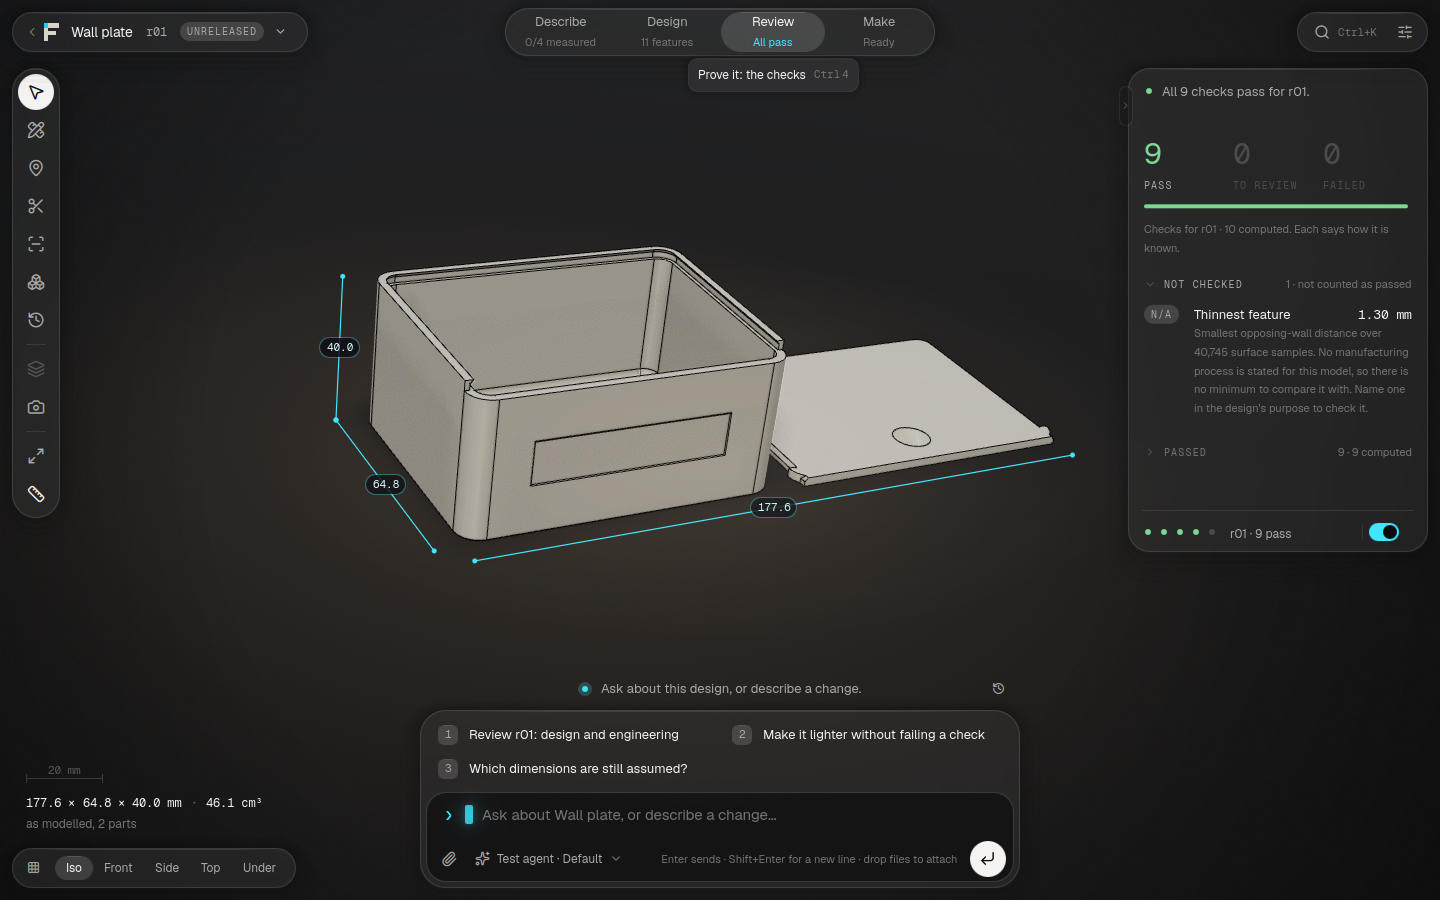 Wall plate r01 UNRELEASED
Describe
0/4 measured
Design
11 features
Review
All pass
Make
Ready
Ctrl+K
Prove it: the checks Ctrl 4
All 9 checks pass for r01.
9
PASS
0
TO REVIEW
0
FAILED
Checks for r01 · 10 computed. Each says how it is
known.
NOT CHECKED 1 · not counted as passed
N/A Thinnest feature 1.30 mm
Smallest opposing-wall distance over
40,745 surface samples. No manufacturing
process is stated for this model, so there is
no minimum to compare it with. Name one
in the design's purpose to check it.
PASSED 9 · 9 computed
r01 · 9 pass
40.0
64.8
177.6
Ask about this design, or describe a change.
1 Review r01: design and engineering
2 Make it lighter without failing a check
3 Which dimensions are still assumed?
Ask about Wall plate, or describe a change...
Test agent · Default
Enter sends · Shift+Enter for a new line · drop files to attach
20 mm
177.6 × 64.8 × 40.0 mm · 46.1 cm³
as modelled, 2 parts
Iso Front Side Top Under